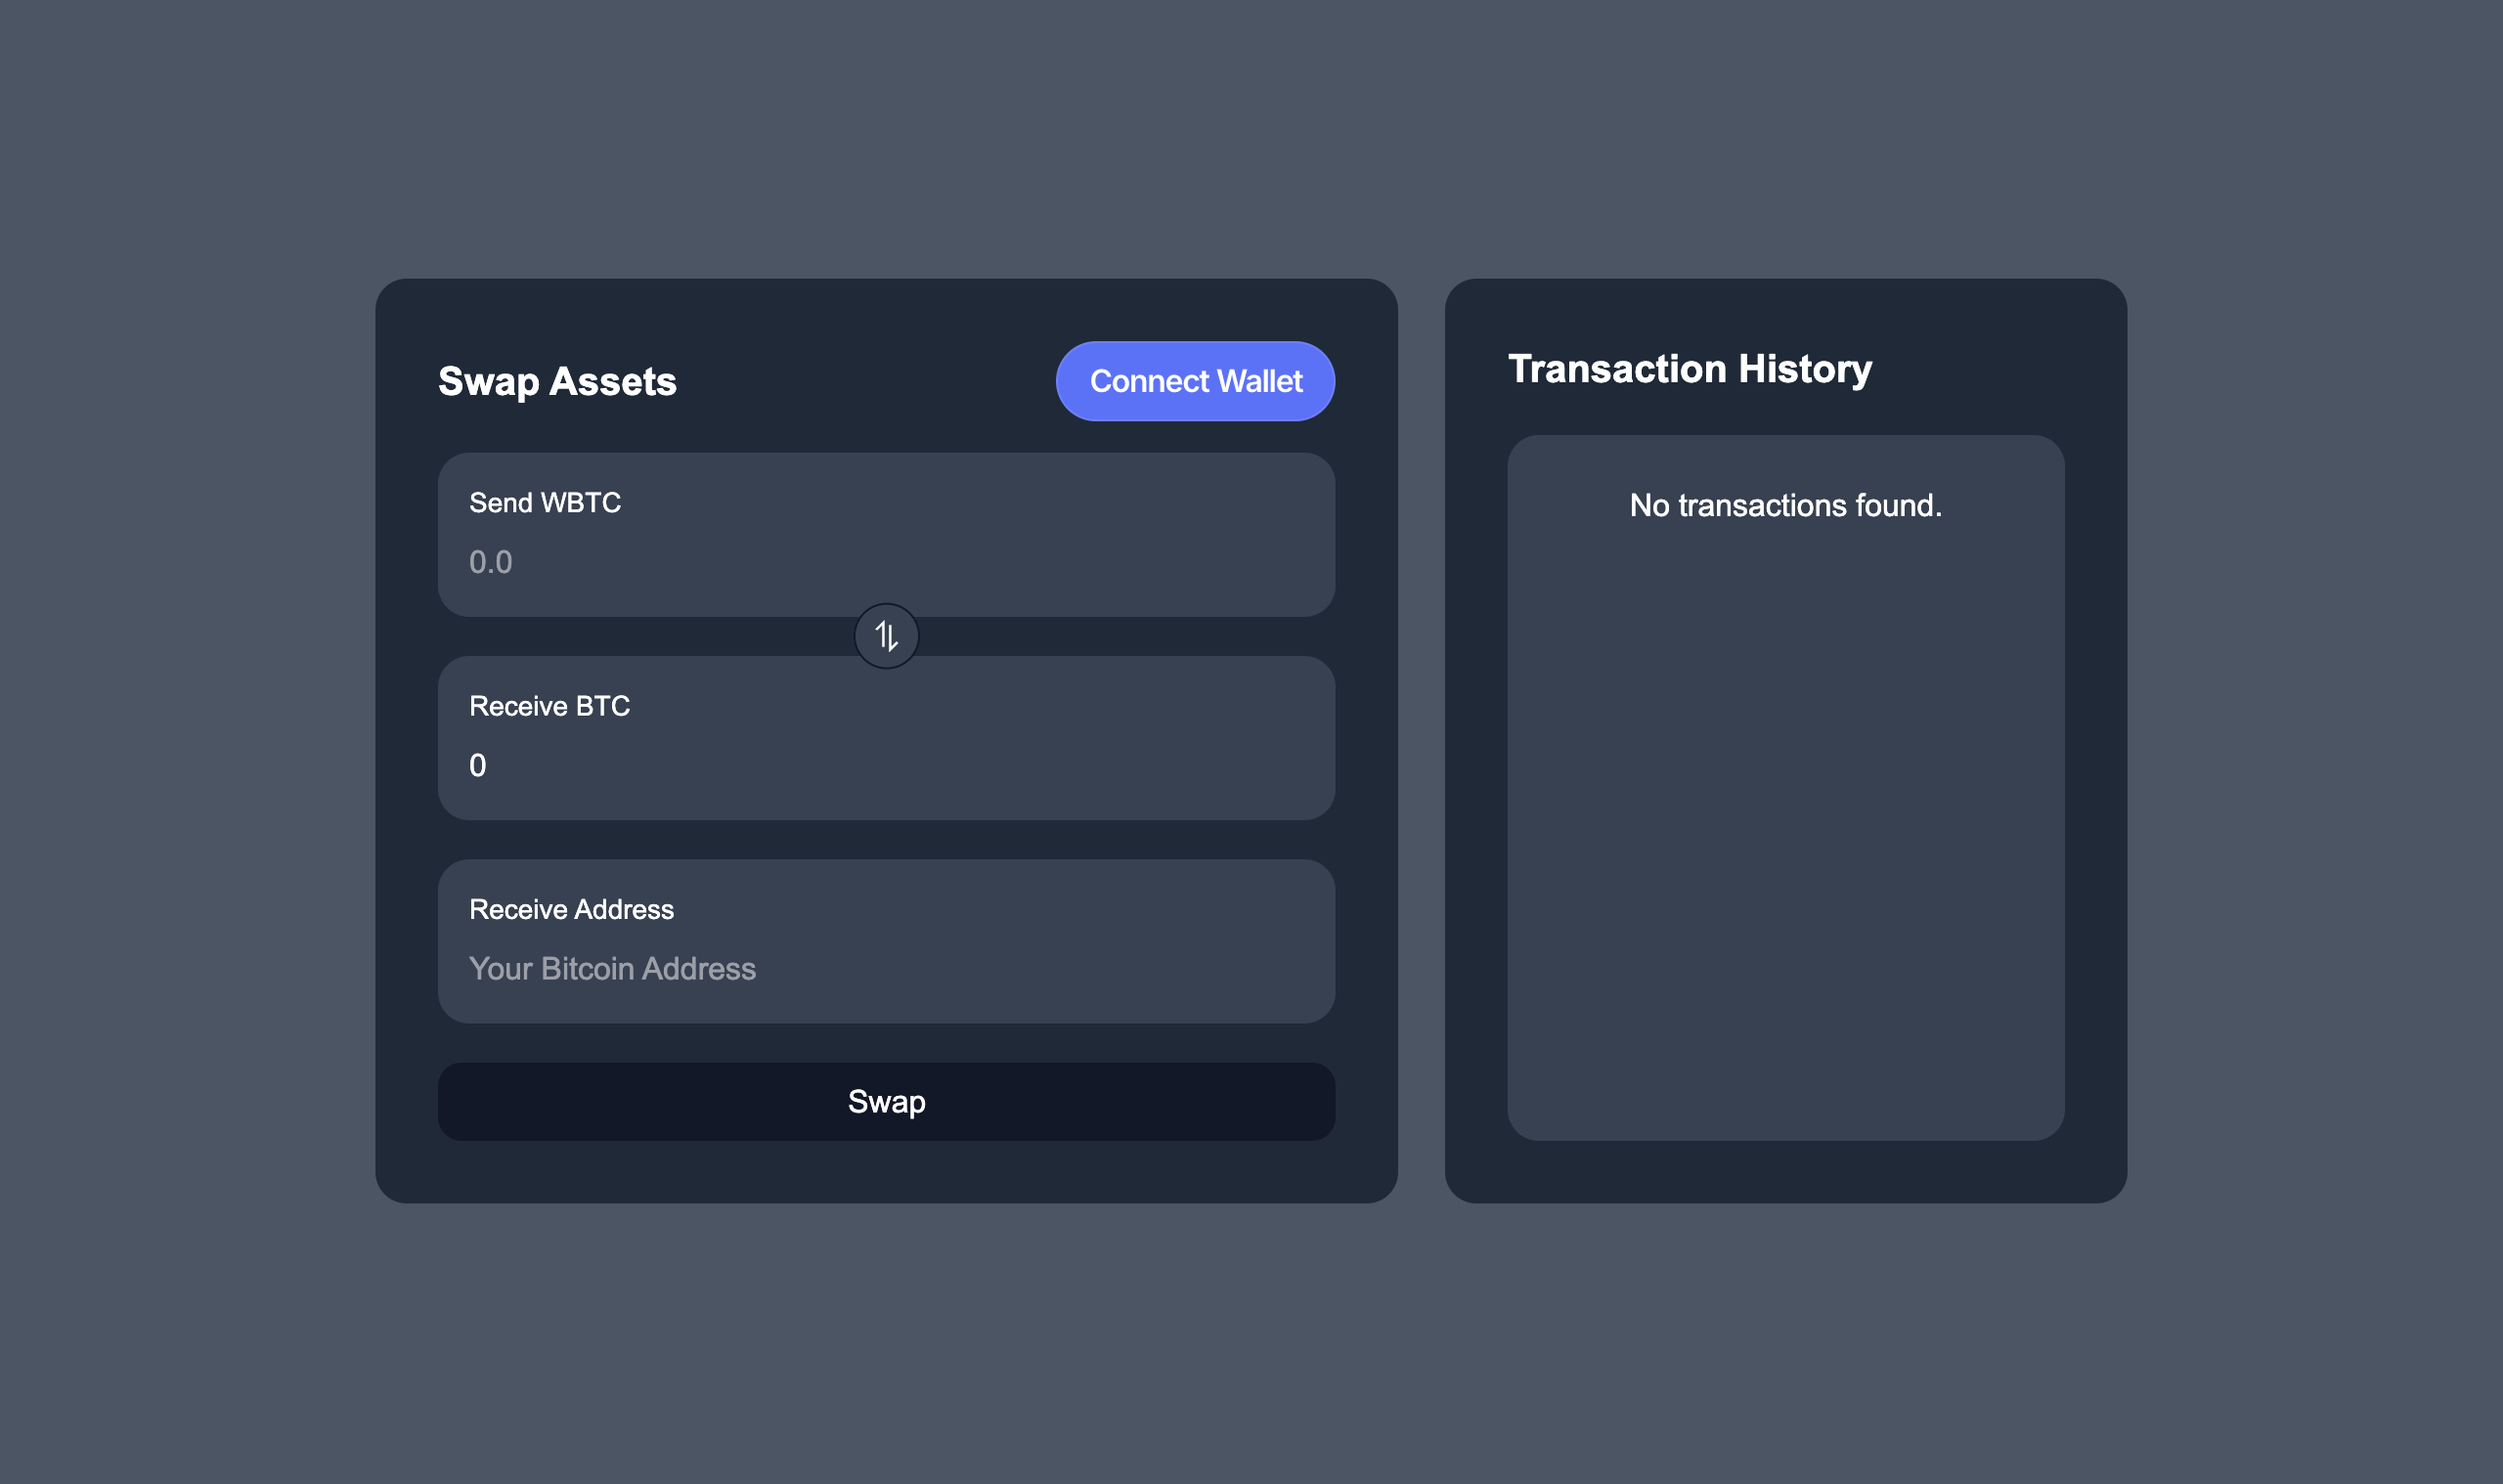 Swap Assets
Connect Wallet
Send WBTC
0.0
Receive BTC
0
Receive Address
Your Bitcoin Address
Swap
Transaction History
No transactions found.